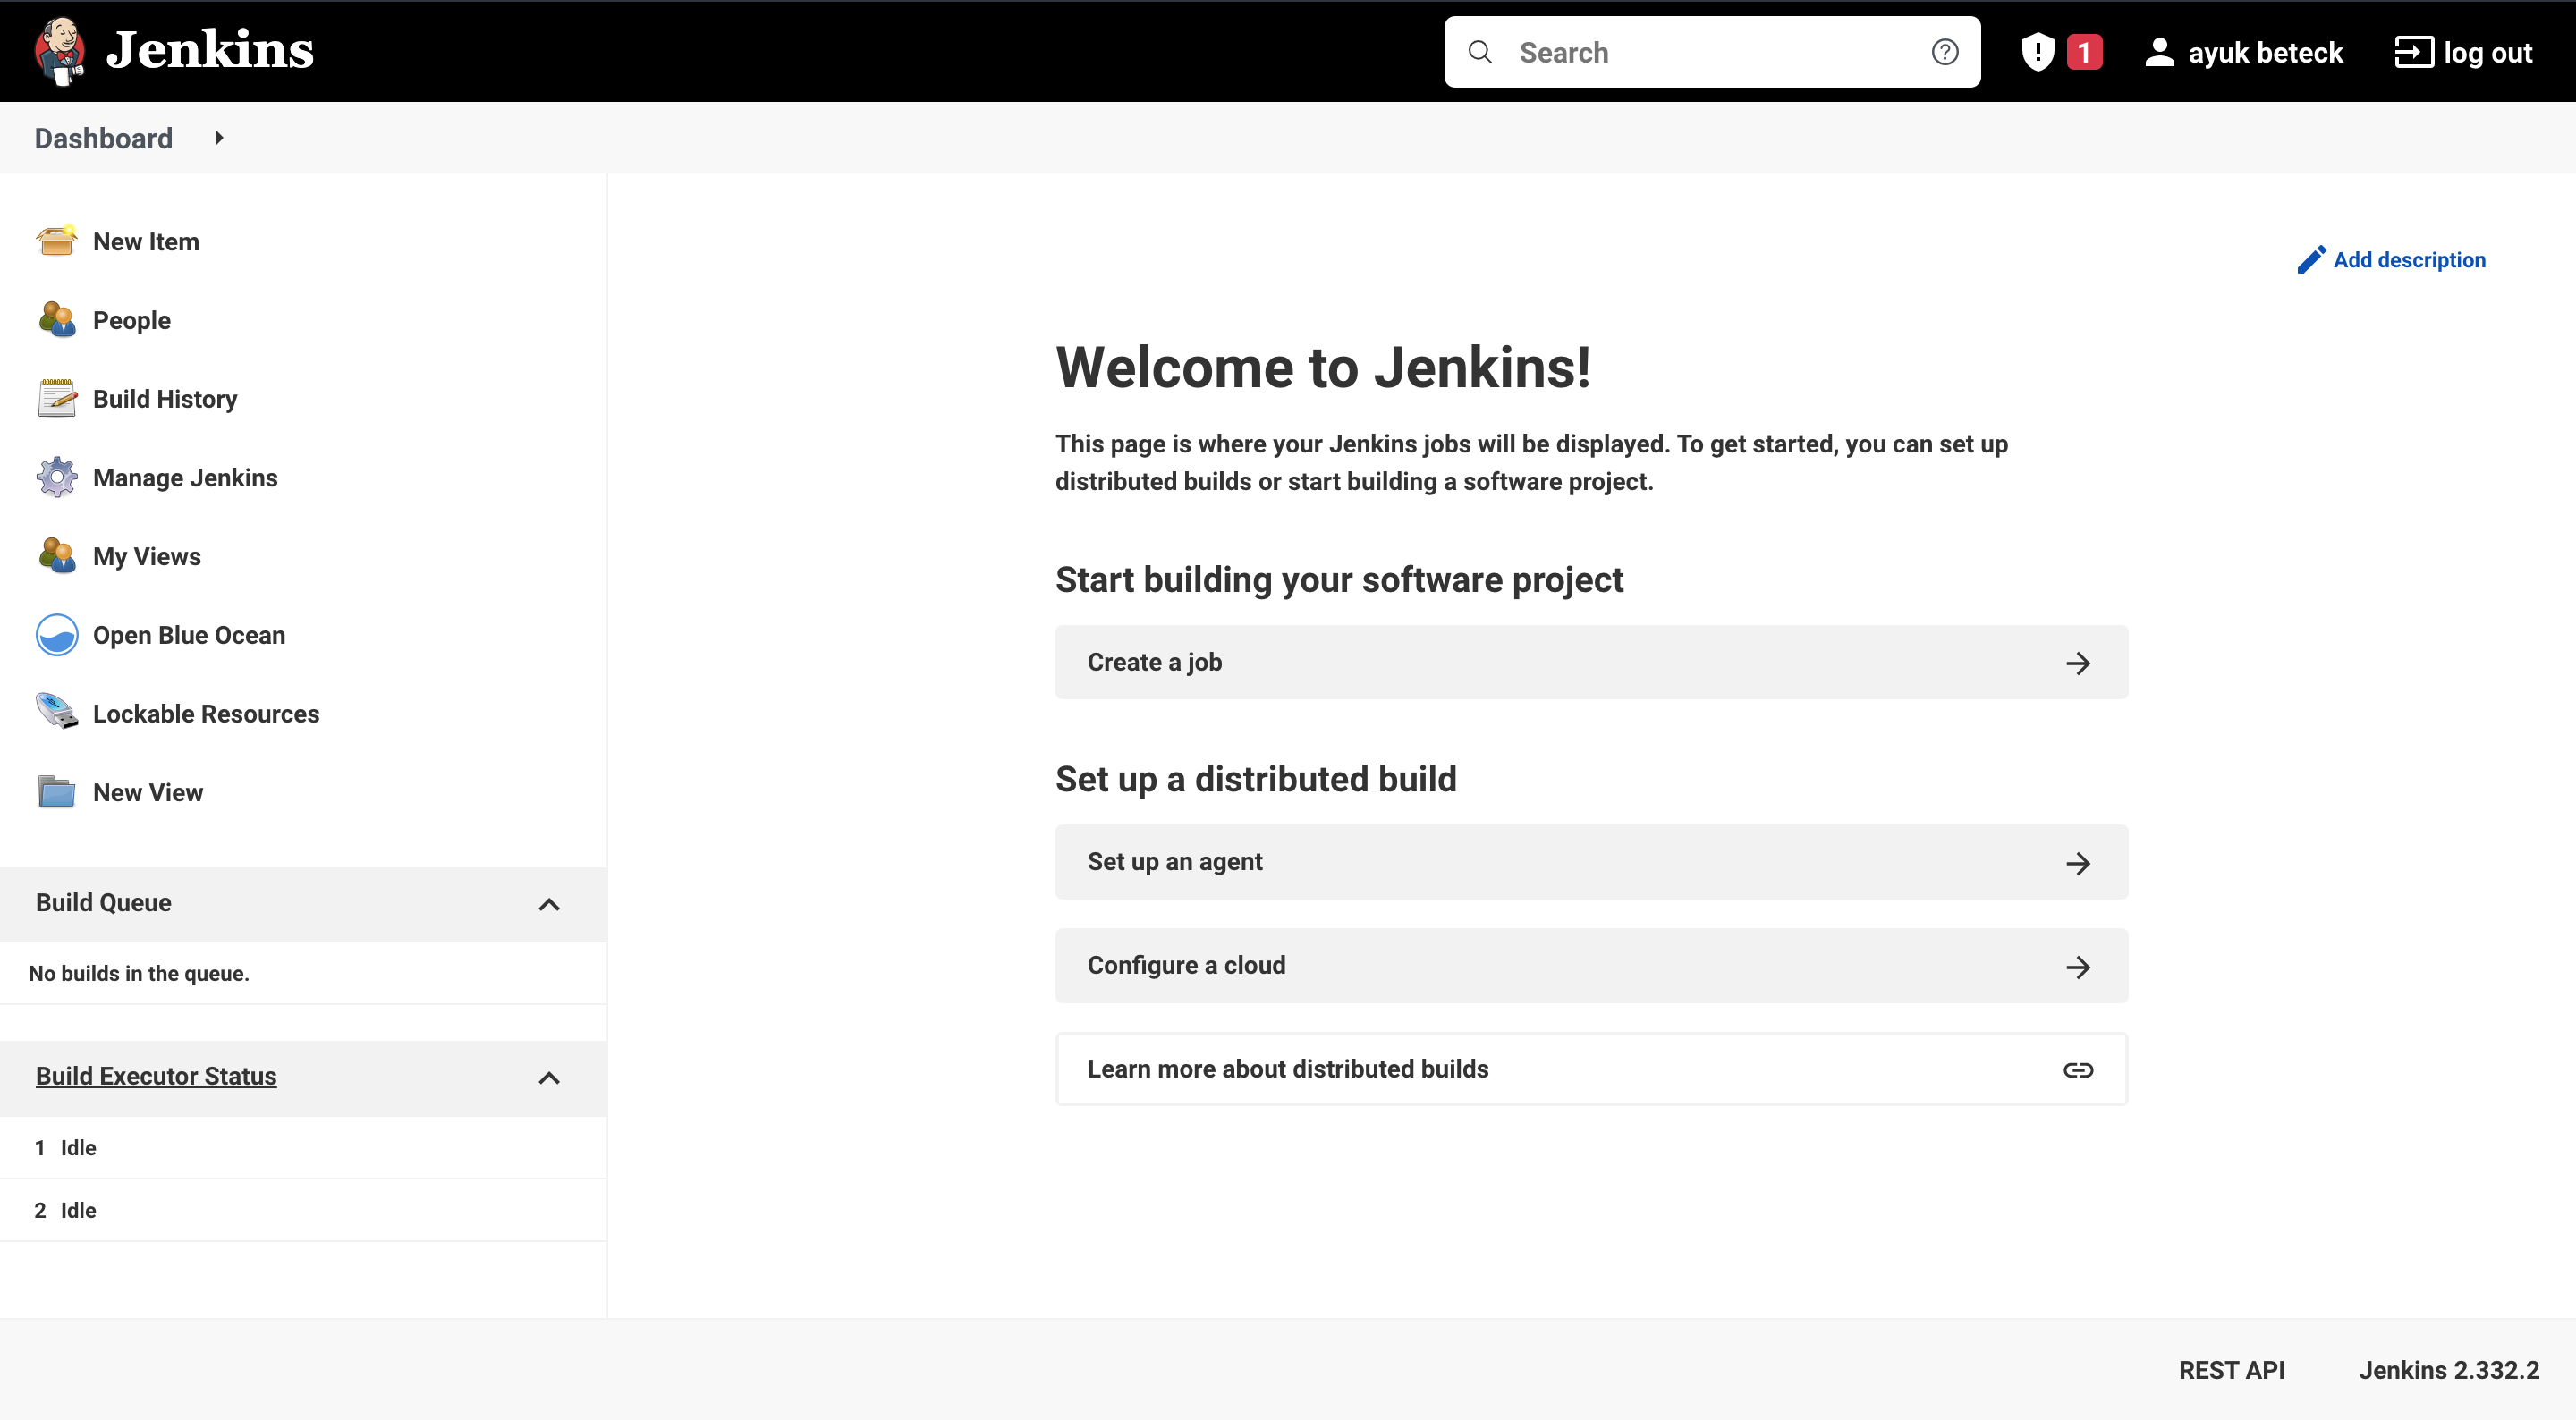 Jenkins
Search
1
ayuk beteck
log out
Dashboard
New Item
People
Build History
Manage Jenkins
My Views
Open Blue Ocean
Lockable Resources
New View
Build Queue
No builds in the queue.
Build Executor Status
1 Idle
2 Idle
Add description
Welcome to Jenkins!
This page is where your Jenkins jobs will be displayed. To get started, you can set up
distributed builds or start building a software project.
Start building your software project
Create a job
Set up a distributed build
Set up an agent
Configure a cloud
Learn more about distributed builds
REST API
Jenkins 2.332.2